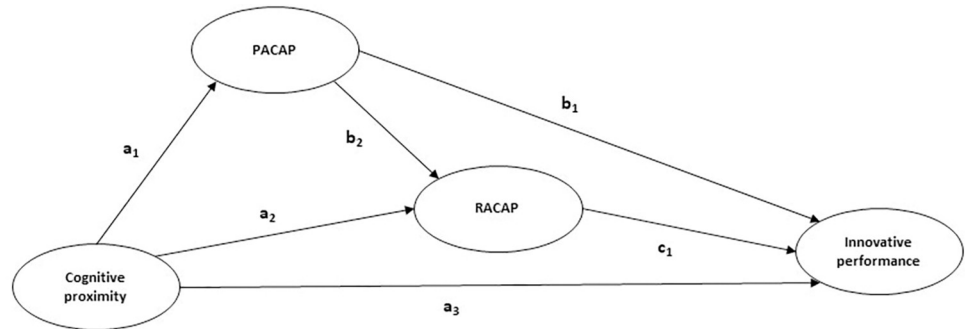 PACAP
b₁
a₁
b₂
a₂
RACAP
c₁
Innovative
performance
Cognitive
proximity
a₃